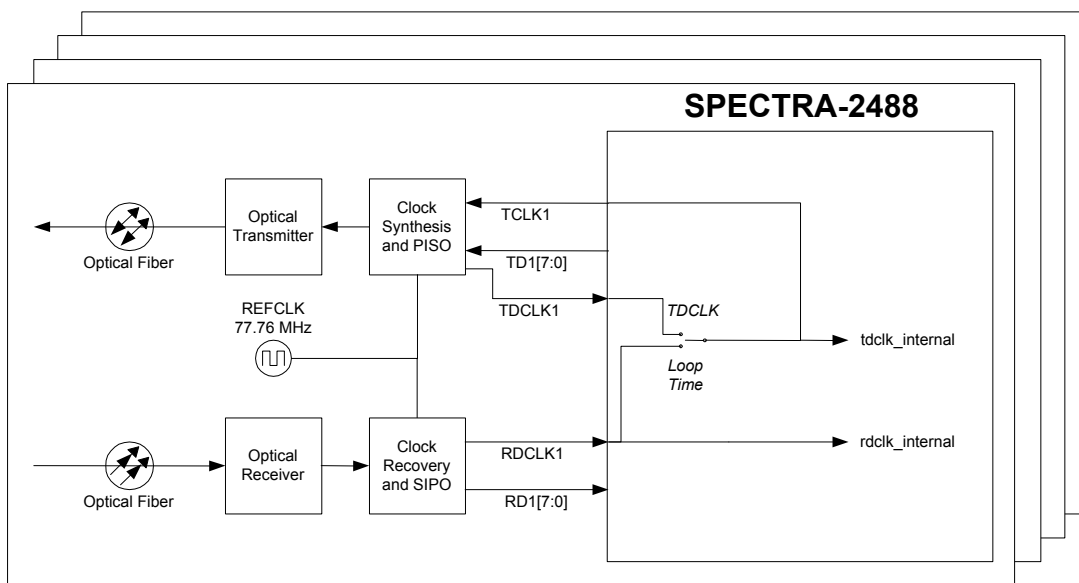 SPECTRA-2488
Optical Fiber
Optical
Transmitter
Clock
Synthesis
and PISO
TCLK1
TD1[7:0]
TDCLK1
TDCLK
REFCLK
77.76 MHz
Loop
Time
tdclk_internal
Optical Fiber
Optical
Receiver
Clock
Recovery
and SIPO
RDCLK1
RD1[7:0]
rdclk_internal